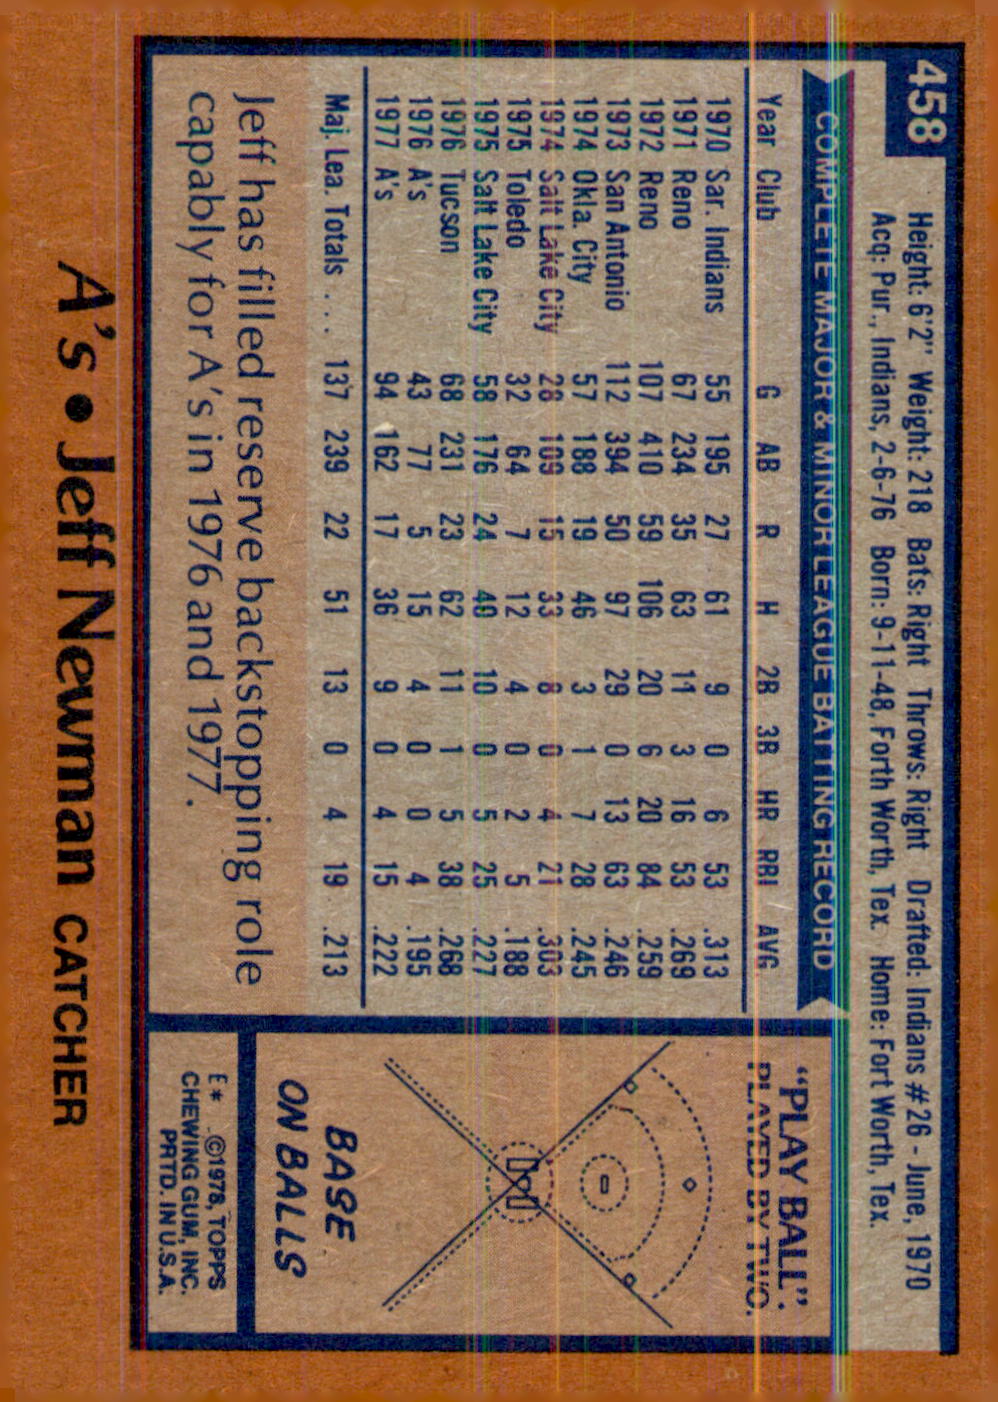 458
Height: 6'2" Weight: 218 Bats: Right Throws: Right Drafted: Indians #26 - June, 1970
Acq: Pur., Indians, 2-6-76 Born: 9-11-48, Forth Worth, Tex. Home: Fort Worth, Tex.
COMPLETE MAJOR & MINOR LEAGUE BATTING RECORD
Year Club G AB R H 2B 3B HR RBI AVG
1970 Sar. Indians 55 195 27 61 9 0 6 53 .313
1971 Reno 67 234 35 63 11 3 16 53 .269
1972 Reno 107 410 59 106 20 6 20 84 .259
1973 San Antonio 112 394 50 97 29 0 13 63 .246
1974 Okla. City 57 188 19 46 3 1 7 28 .245
1974 Salt Lake City 28 109 15 33 8 0 4 21 .303
1975 Toledo 32 64 7 12 4 0 2 5 .188
1975 Salt Lake City 58 176 24 40 10 0 5 25 .227
1976 Tucson 68 231 23 62 11 1 5 38 .268
1976 A's 43 77 5 15 4 0 0 4 .195
1977 A's 94 162 17 36 9 0 4 15 .222
Maj. Lea. Totals . . . 137 239 22 51 13 0 4 19 .213
Jeff has filled reserve backstopping role
capably for A's in 1976 and 1977.
"PLAY BALL".
PLAYED BY TWO.
BASE
ON BALLS
E* ©1978, TOPPS
CHEWING GUM, INC.
PRTD. IN U.S.A.
A's • Jeff Newman CATCHER